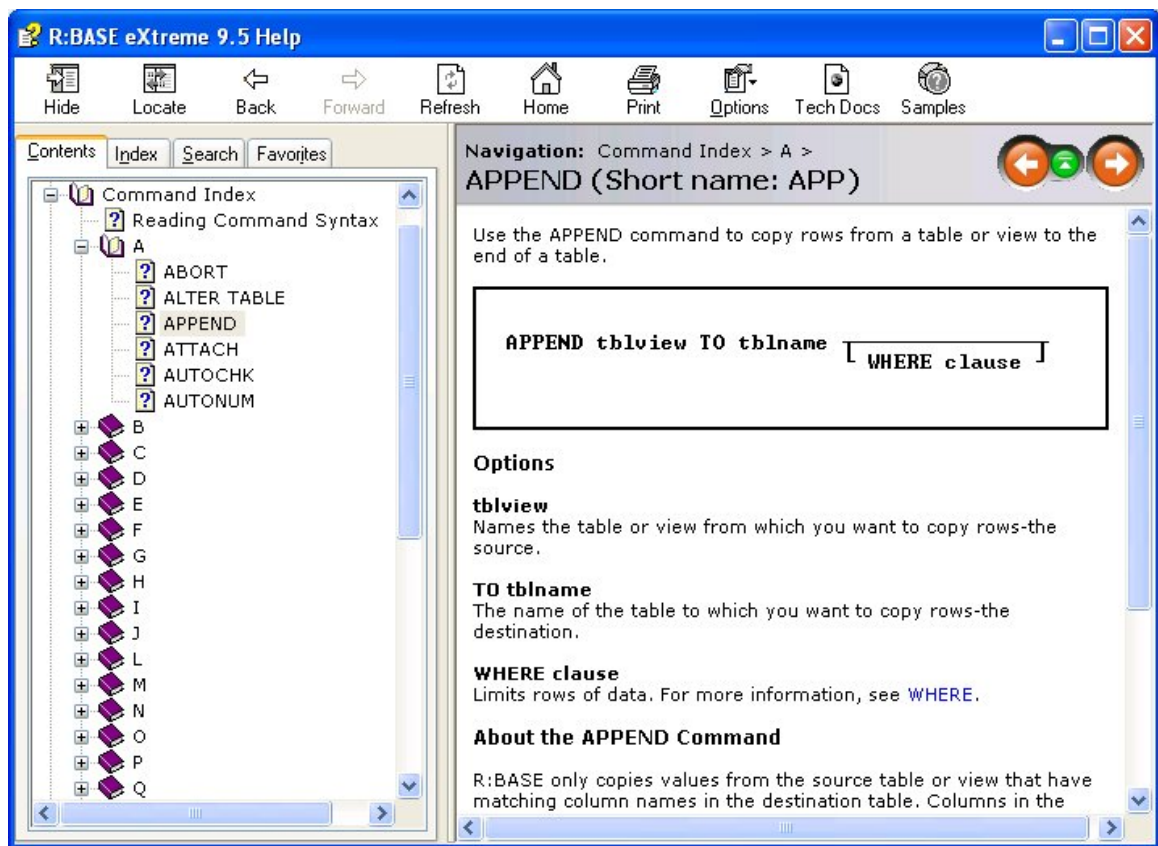 R:BASE eXtreme 9.5 Help
Hide Locate Back Forward Refresh Home Print Options Tech Docs Samples
Contents Index Search Favorites
Command Index
Reading Command Syntax
A
ABORT
ALTER TABLE
APPEND
ATTACH
AUTOCHK
AUTONUM
B
C
D
E
F
G
H
I
J
L
M
N
O
P
Q
Navigation: Command Index > A >
APPEND (Short name: APP)
Use the APPEND command to copy rows from a table or view to the
end of a table.
APPEND tblview TO tblname
WHERE clause
Options
tblview
Names the table or view from which you want to copy rows-the
source.
TO tblname
The name of the table to which you want to copy rows-the
destination.
WHERE clause
Limits rows of data. For more information, see WHERE.
About the APPEND Command
R:BASE only copies values from the source table or view that have
matching column names in the destination table. Columns in the